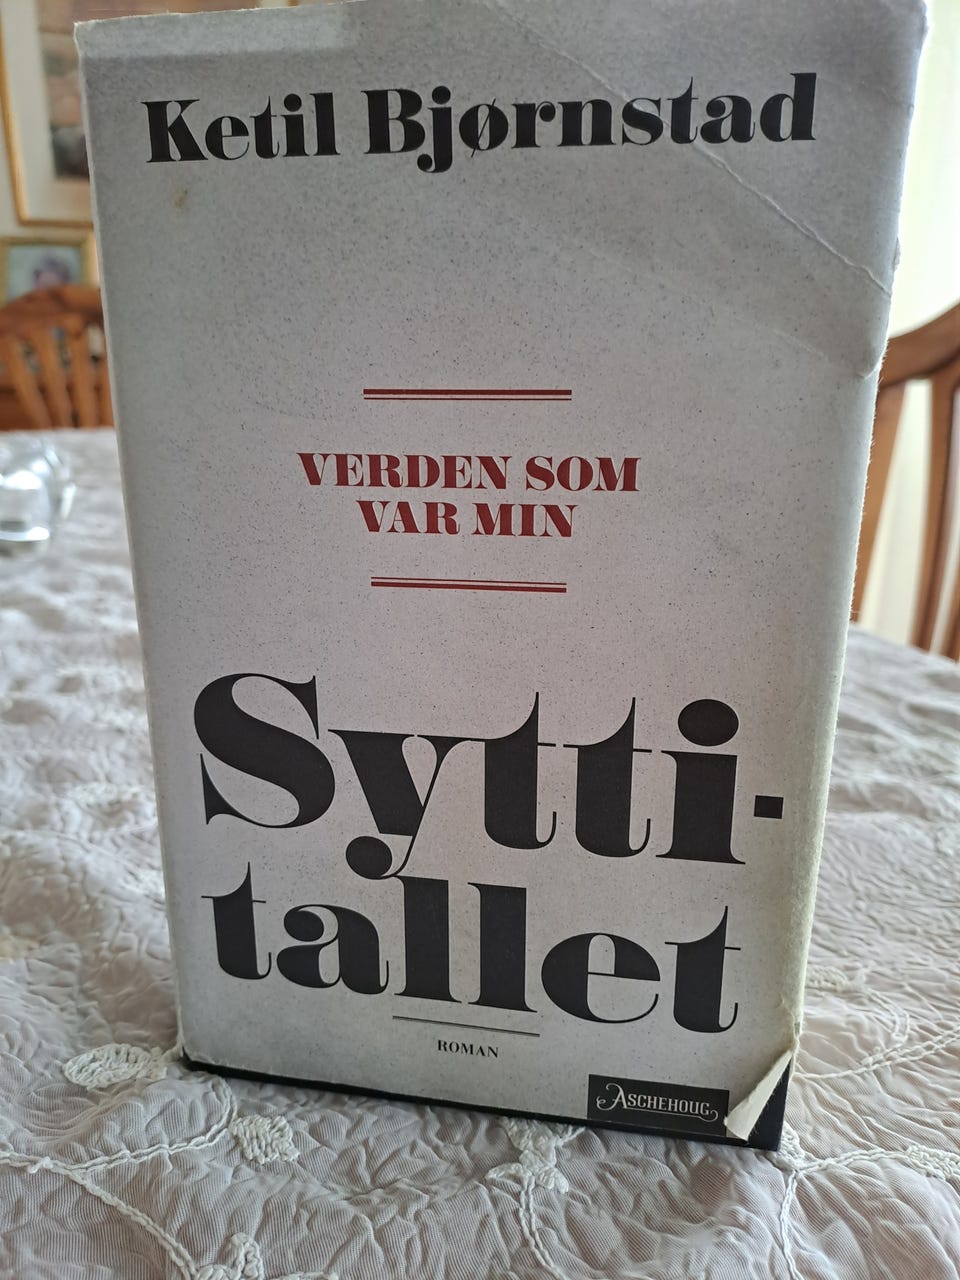 Ketil Bjørnstad
VERDEN SOM
VAR MIN
Sytti-
tallet
ROMAN
ASCHEHOUG